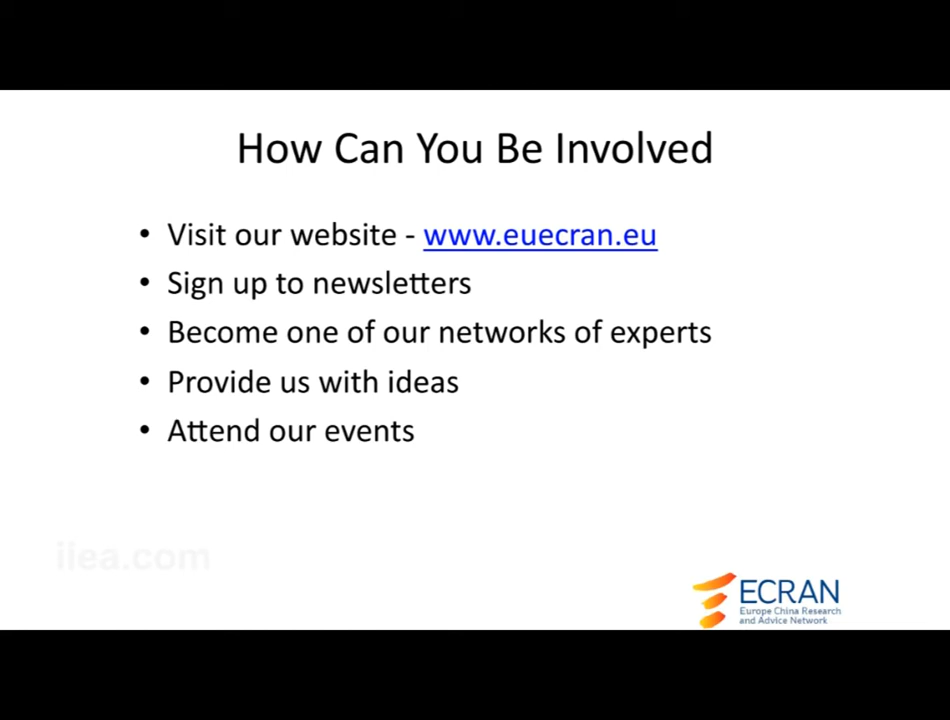 How Can You Be Involved
• Visit our website - www.euecran.eu
• Sign up to newsletters
• Become one of our networks of experts
• Provide us with ideas
• Attend our events
iiea.com
ECRAN
Europe China Research
and Advice Network